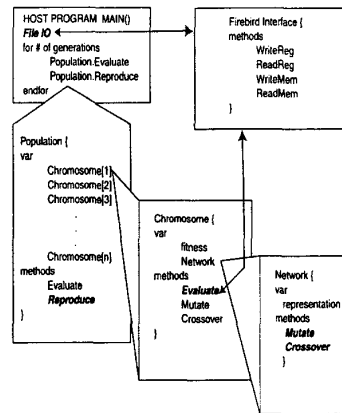 HOST PROGRAM MAIN()
File IO
for # of generations
Population.Evaluate
Population.Reproduce
endfor
Firebird Interface {
methods
WriteReg
ReadReg
WriteMem
ReadMem
}
Population {
var
Chromosome[1]
Chromosome[2]
Chromosome[3]
.
.
.
Chromosome[n]
methods
Evaluate
Reproduce
}
Chromosome {
var
fitness
Network
methods
Evaluate
Mutate
Crossover
}
Network {
var
representation
methods
Mutate
Crossover
}